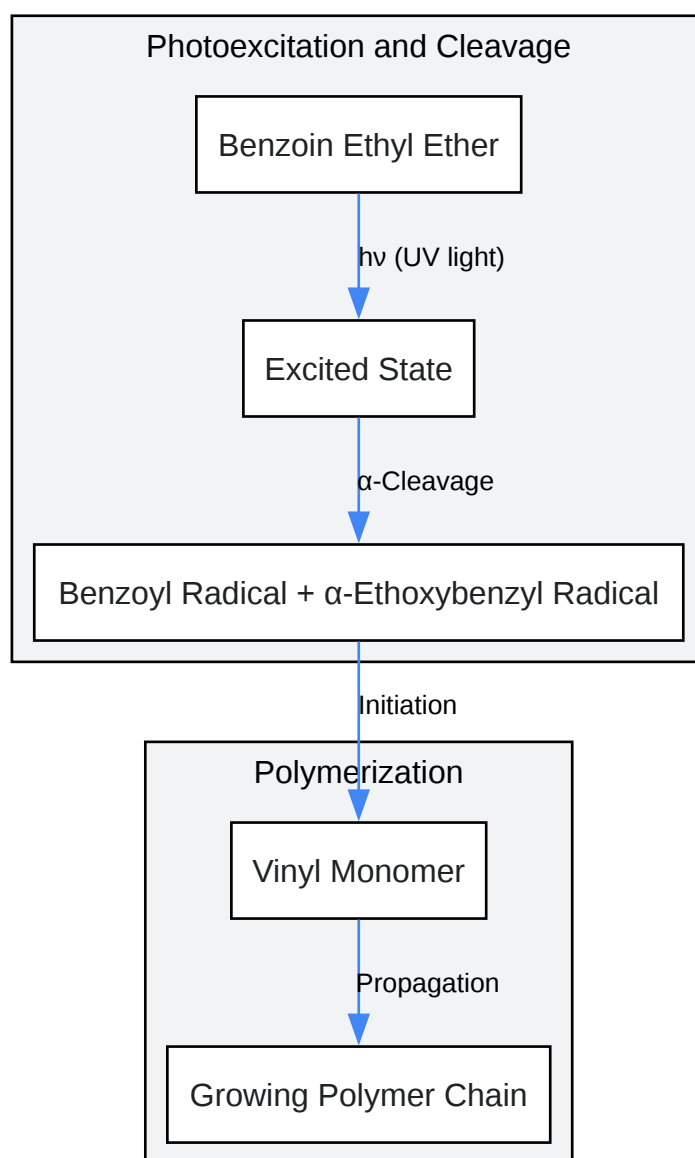 Photoexcitation and Cleavage
Benzoin Ethyl Ether
hν (UV light)
Excited State
α-Cleavage
Benzoyl Radical + α-Ethoxybenzyl Radical
Initiation
Polymerization
Vinyl Monomer
Propagation
Growing Polymer Chain